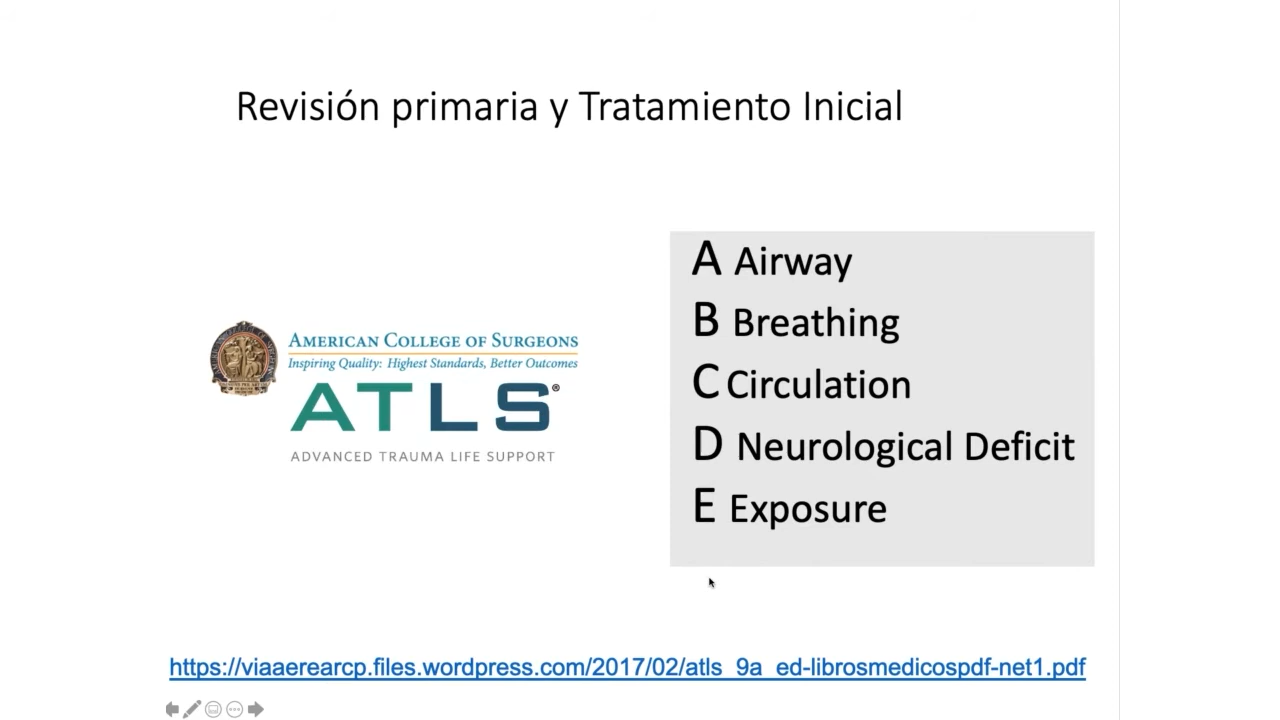 Revisión primaria y Tratamiento Inicial
AMERICAN COLLEGE OF SURGEONS
Inspiring Quality: Highest Standards, Better Outcomes
ATLS®
ADVANCED TRAUMA LIFE SUPPORT
A Airway
B Breathing
C Circulation
D Neurological Deficit
E Exposure
https://viaaerearcp.files.wordpress.com/2017/02/atls_9a_ed-librosmedicospdf-net1.pdf